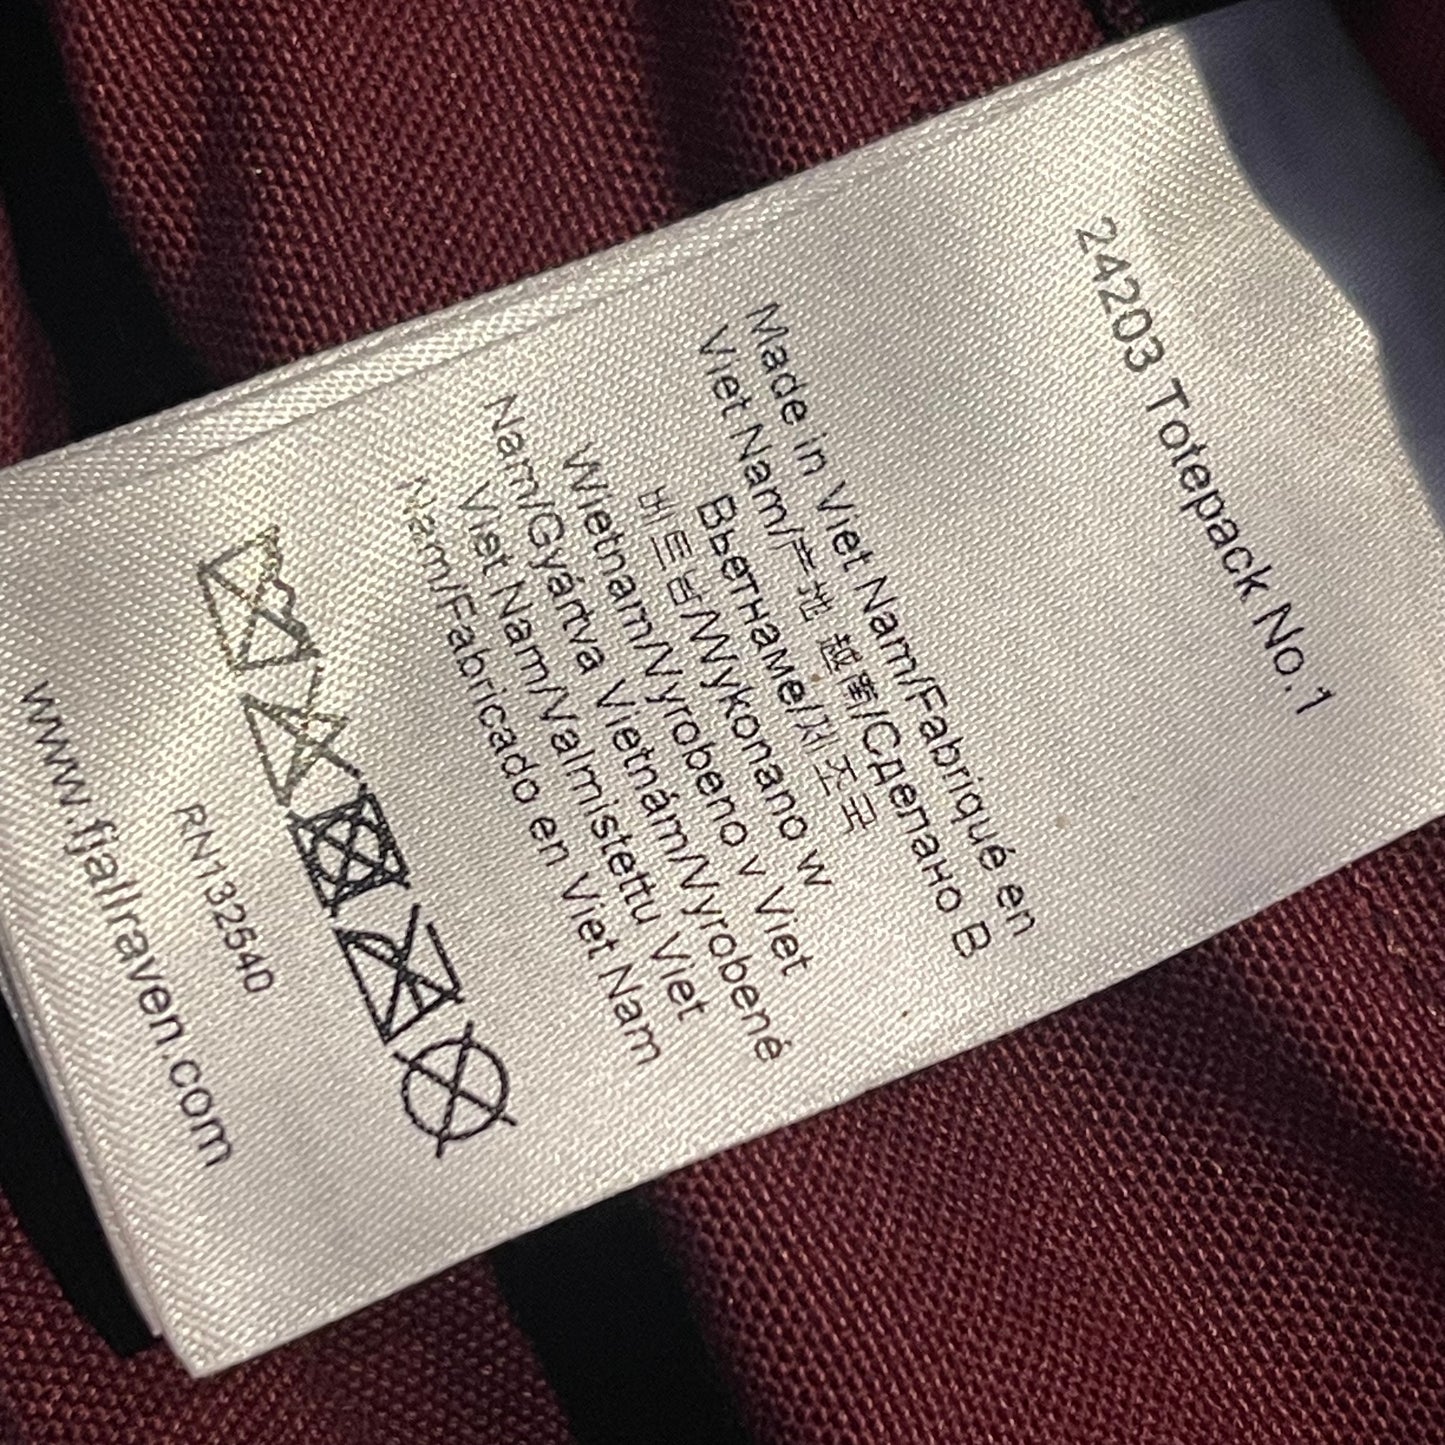 24203 Totepack No.1
Made in Viet Nam/Fabriqué en
Viet Nam/产地 越南/Сделано В
Вьетнаме/제조국
베트남/Wykonano w
Wietnam/Vyrobeno v Viet
Nam/Gyártva Vietnám/Vyrobené
Viet Nam/Valmistettu Viet
Nam/Fabricado en Viet Nam
RN132540
www.fjallraven.com